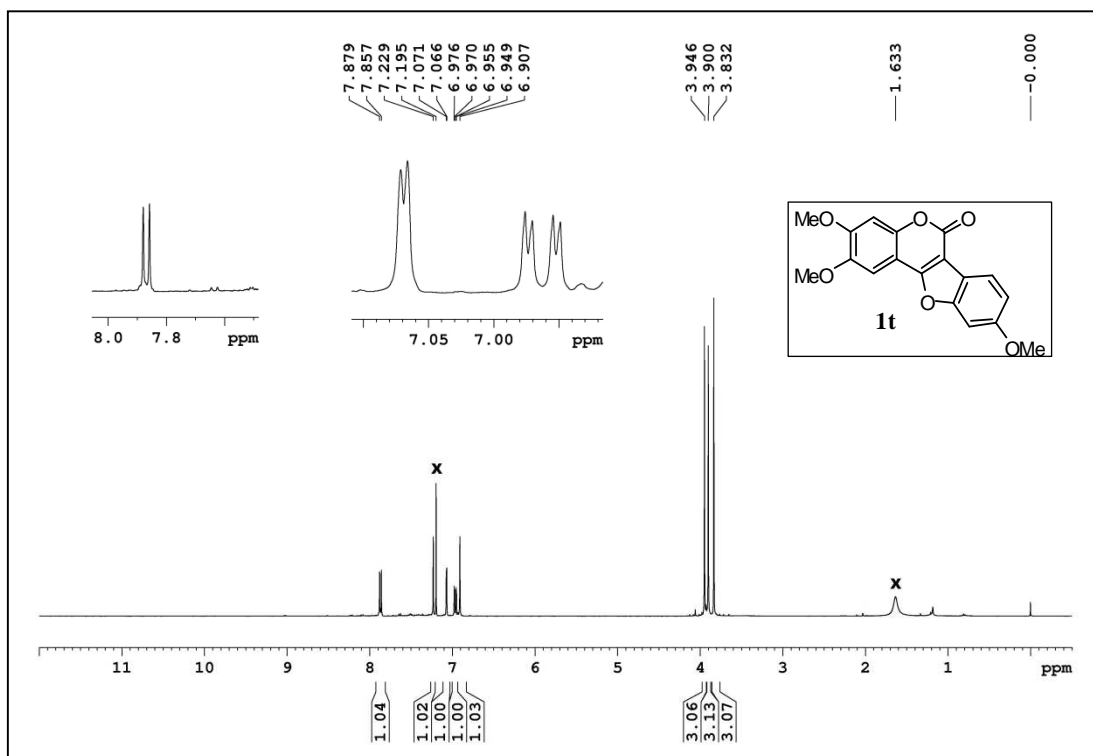 7.879
7.857
7.229
7.195
7.071
7.066
6.976
6.970
6.955
6.949
6.907
3.946
3.900
3.832
1.633
-0.000
8.0 7.8 ppm
7.05 7.00 ppm
MeO O O
MeO
O
1t
OMe
x
x
11 10 9 8 7 6 5 4 3 2 1 ppm
1.04
1.02
1.00
1.00
1.03
3.06
3.13
3.07